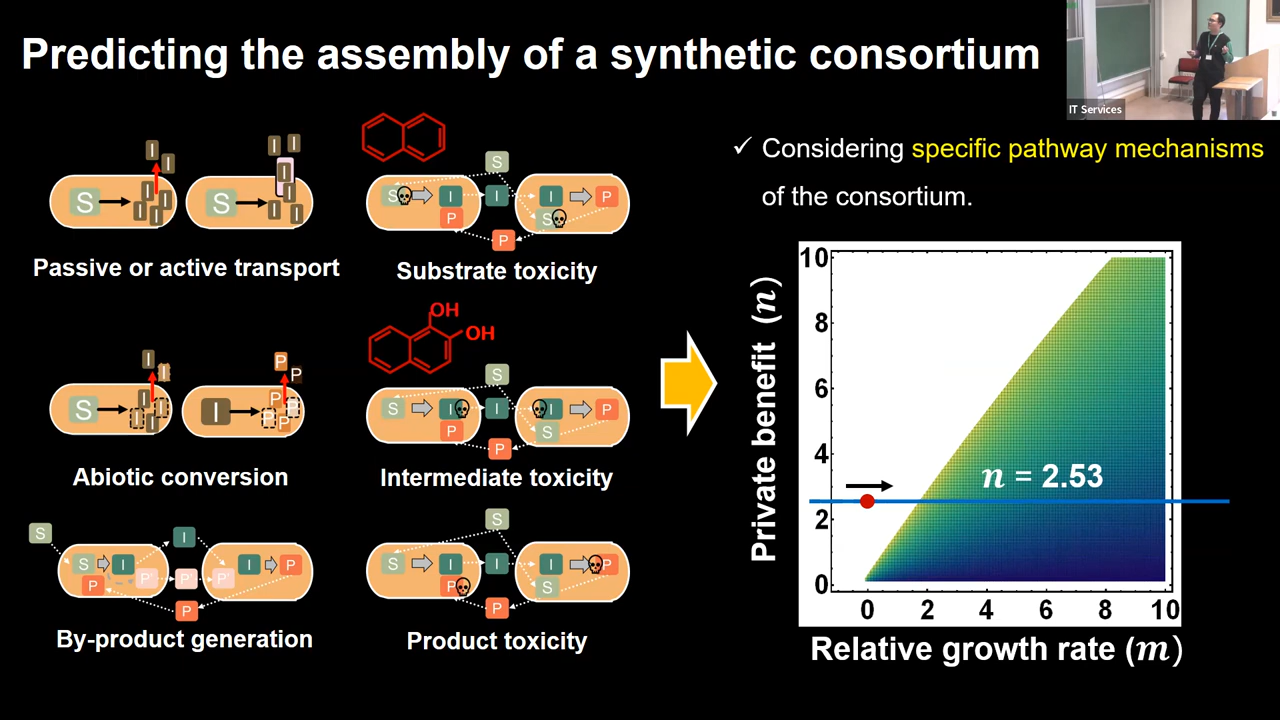 Predicting the assembly of a synthetic consortium
IT Services
✓ Considering specific pathway mechanisms
of the consortium.
S I I I I I I I
S I I I I I I
Passive or active transport
S
S I I I P
P S
P
Substrate toxicity
S I I I
I P P P
Abiotic conversion
OH
OH
S
S I I I P
P S
P
Intermediate toxicity
S
S I I I P
P P' P' P'
P
By-product generation
S
S I I I P
P S
P
Product toxicity
Private benefit (n)
10
8
6
4
2
0
n = 2.53
0 2 4 6 8 10
Relative growth rate (m)